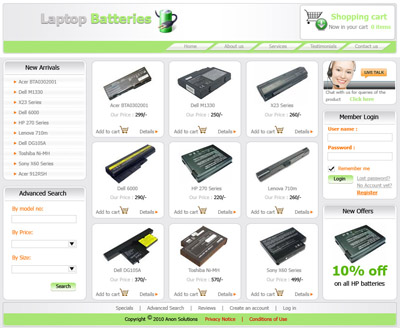 Laptop Batteries
Shopping cart
Now in your cart 0 items
Home
About us
Services
Testimonials
Contact us
New Arrivals
Acer BTA0302001
Dell M1330
X23 Series
Dell 6000
HP 270 Series
Lenovo 710m
Dell DG105A
Toshiba Ni-MH
Sony X60 Series
Acer 912RSH
Advanced Search
By model no:
By Price:
By Size:
Search
Acer BTA0302001
Our Price : 290/-
Add to cart
Details
Dell M1330
Our Price : 250/-
Add to cart
Details
X23 Series
Our Price : 260/-
Add to cart
Details
Dell 6000
Our Price : 299/-
Add to cart
Details
HP 270 Series
Our Price : 220/-
Add to cart
Details
Lenovo 710m
Our Price : 260/-
Add to cart
Details
Dell DG105A
Our Price : 370/-
Add to cart
Details
Toshiba Ni-MH
Our Price : 570/-
Add to cart
Details
Sony X60 Series
Our Price : 499/-
Add to cart
Details
LIVE TALK
Chat with us for queries of the
product Click here
Member Login
User name :
Password :
Remember me
Login
Lost password?
No Account yet?
Register
New Offers
10% off
on all HP batteries
Specials | Advanced Search | Reviews | Create an account | Log in
Copyright © 2010 Anon Solutions Privacy Notice | Conditions of Use